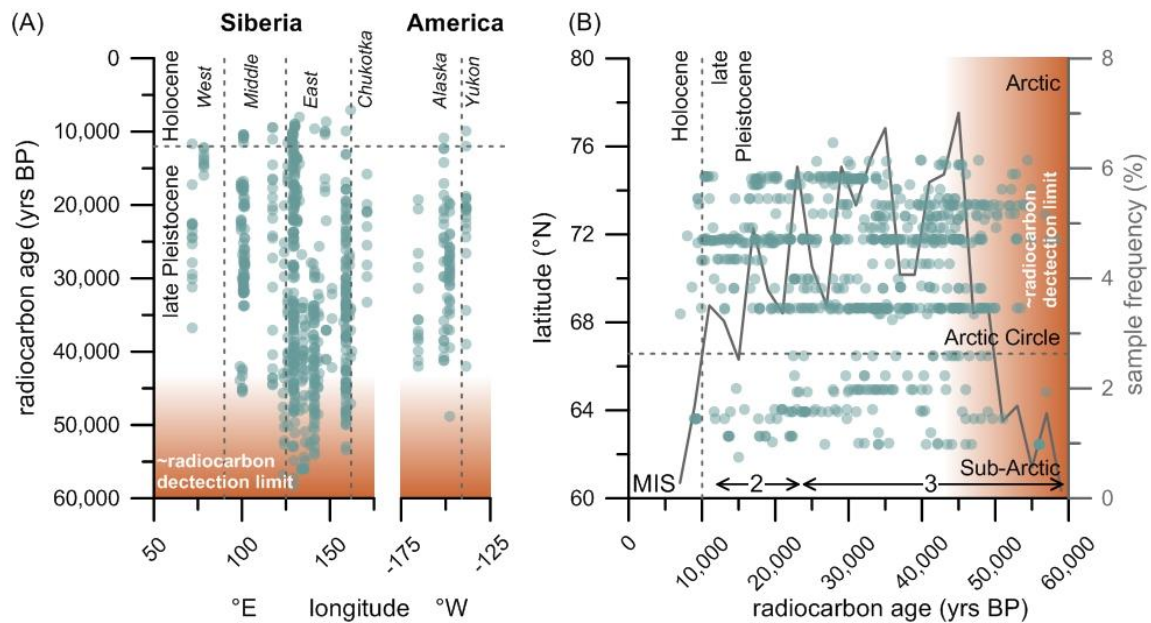 (A)
Siberia
America
West
Middle
East
Chukotka
Alaska
Yukon
0
10,000
20,000
30,000
40,000
50,000
60,000
radiocarbon age (yrs BP)
Holocene
late Pleistocene
~radiocarbon
dectection limit
50
100
150
-175
-125
°E
longitude
°W
(B)
80
76
72
68
64
60
latitude (°N)
Holocene
late
Pleistocene
Arctic
~radiocarbon
dectection limit
Arctic Circle
Sub-Arctic
MIS
2
3
8
6
4
2
0
sample frequency (%)
0
10,000
20,000
30,000
40,000
50,000
60,000
radiocarbon age (yrs BP)